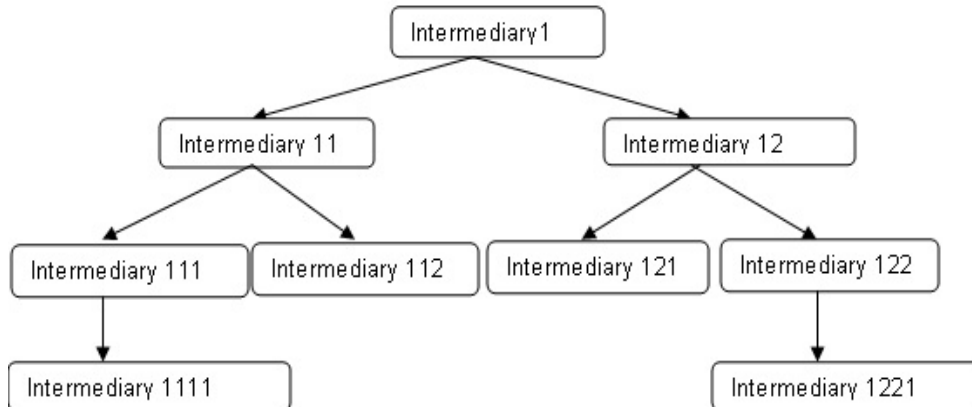 Intermediary1
Intermediary 11
Intermediary 12
Intermediary 111
Intermediary 112
Intermediary 121
Intermediary 122
Intermediary 1111
Intermediary 1221